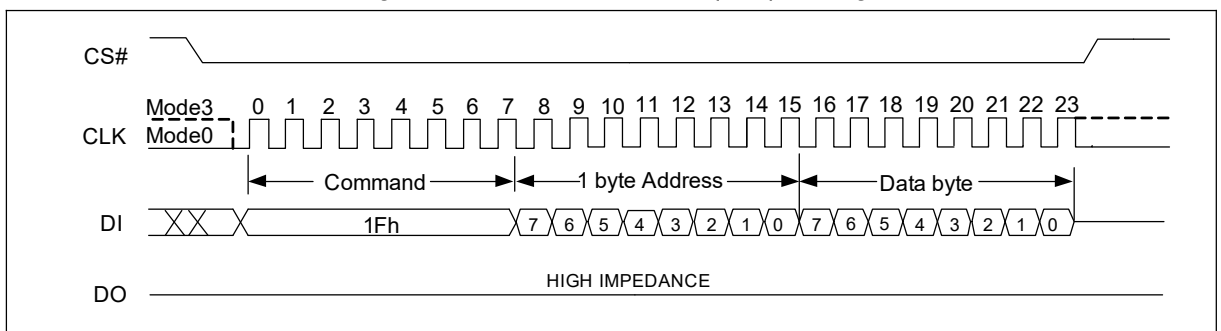 CS#
Mode3 0 1 2 3 4 5 6 7 8 9 10 11 12 13 14 15 16 17 18 19 20 21 22 23
CLK Mode0
Command 1 byte Address Data byte
DI 1Fh 7 6 5 4 3 2 1 0 7 6 5 4 3 2 1 0
HIGH IMPEDANCE
DO